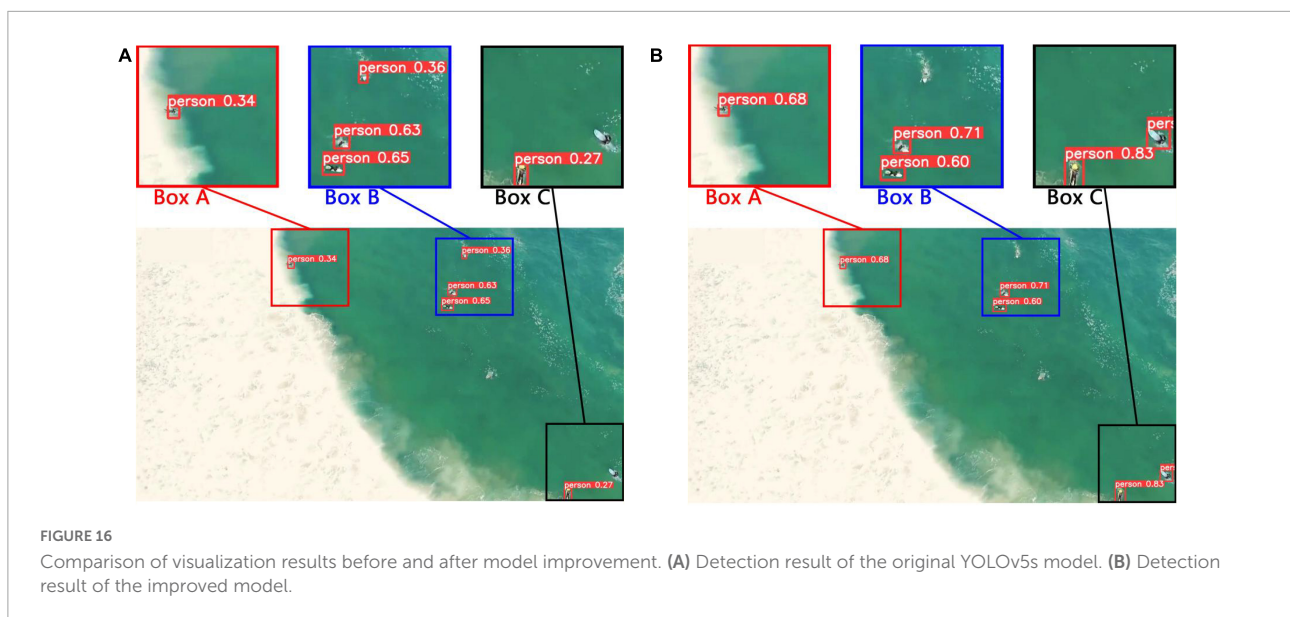 A
person 0.34
person 0.36
person 0.63
person 0.65
person 0.27
Box A
Box B
Box C
person 0.34
person 0.36
person 0.63
person 0.65
person 0.27
B
person 0.68
person 0.71
person 0.60
pers
person 0.83
Box A
Box B
Box C
person 0.68
person 0.71
person 0.60
pers
person 0.83
FIGURE 16
Comparison of visualization results before and after model improvement. (A) Detection result of the original YOLOv5s model. (B) Detection
result of the improved model.